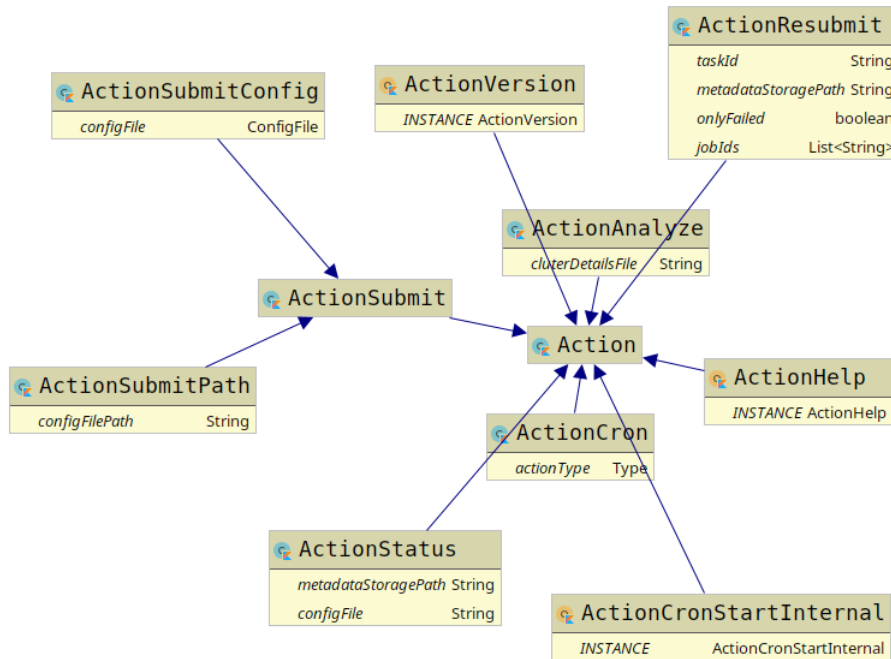 ActionResubmit
taskId String
metadataStoragePath String
onlyFailed boolean
jobIds List<String>
ActionSubmitConfig
configFile ConfigFile
ActionVersion
INSTANCE ActionVersion
ActionAnalyze
cluterDetailsFile String
ActionSubmit
Action
ActionSubmitPath
configFilePath String
ActionHelp
INSTANCE ActionHelp
ActionCron
actionType Type
ActionStatus
metadataStoragePath String
configFile String
ActionCronStartInternal
INSTANCE ActionCronStartInternal